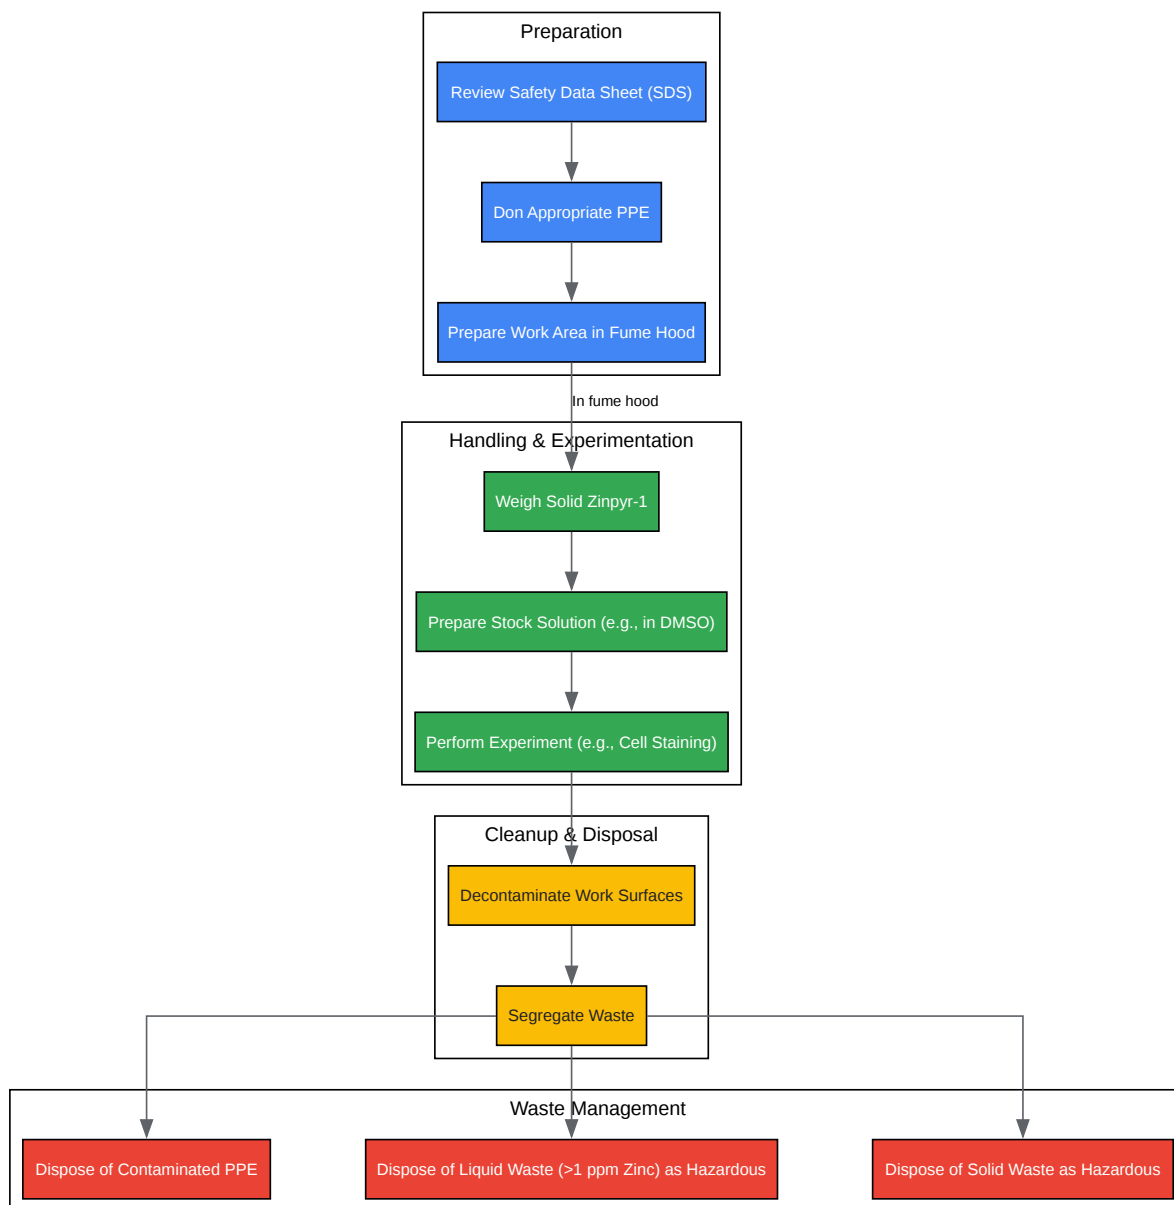 Preparation
Review Safety Data Sheet (SDS)
Don Appropriate PPE
Prepare Work Area in Fume Hood
In fume hood
Handling & Experimentation
Weigh Solid Zinpyr-1
Prepare Stock Solution (e.g., in DMSO)
Perform Experiment (e.g., Cell Staining)
Cleanup & Disposal
Decontaminate Work Surfaces
Segregate Waste
Waste Management
Dispose of Contaminated PPE
Dispose of Liquid Waste (>1 ppm Zinc) as Hazardous
Dispose of Solid Waste as Hazardous